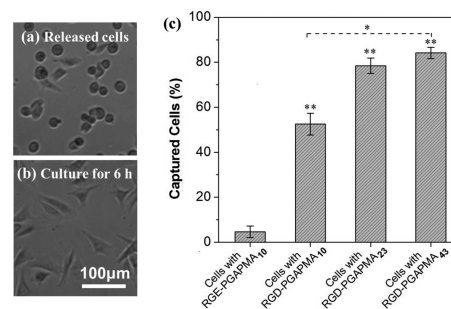 (a) Released cells
(b) Culture for 6 h
100μm
(c)
Captured Cells (%)
100
80
60
40
20
0
*
**
**
**
Cells with
RGE-PGAPMA10
Cells with
RGD-PGAPMA10
Cells with
RGD-PGAPMA23
Cells with
RGD-PGAPMA43